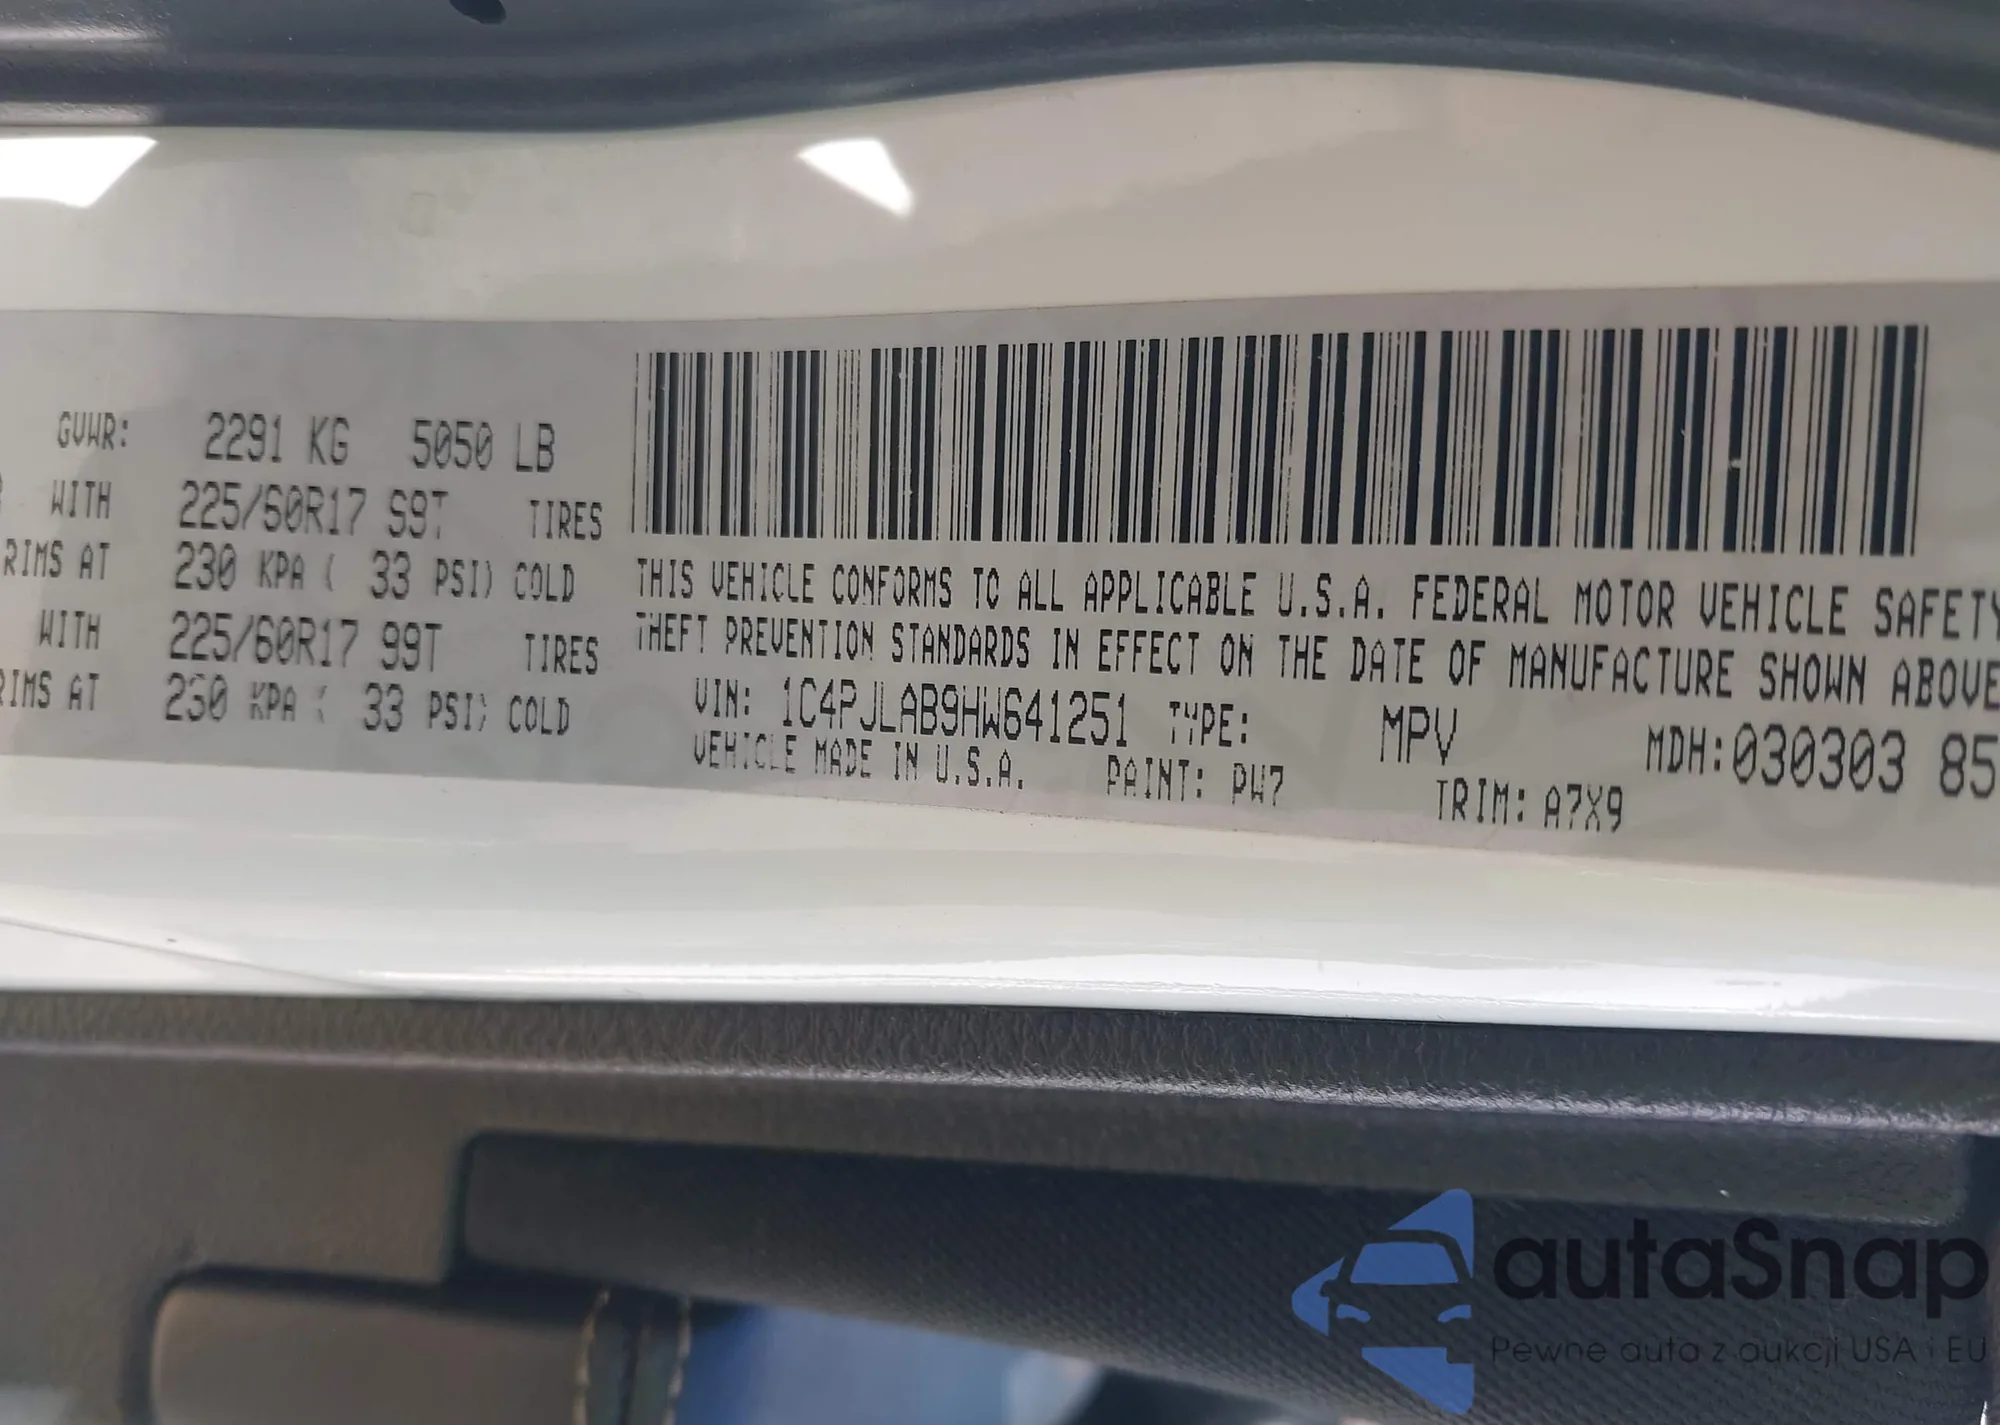 GVWR: 2291 KG 5050 LB
WITH 225/60R17 99T TIRES
RIMS AT 230 KPA ( 33 PSI) COLD
WITH 225/60R17 99T TIRES
RIMS AT 230 KPA ( 33 PSI) COLD
THIS VEHICLE CONFORMS TO ALL APPLICABLE U.S.A. FEDERAL MOTOR VEHICLE SAFETY
THEFT PREVENTION STANDARDS IN EFFECT ON THE DATE OF MANUFACTURE SHOWN ABOVE
VIN: 1C4PJLAB9HW641251 TYPE: MPV MDH:030303 85
VEHICLE MADE IN U.S.A. PAINT: PW7 TRIM: A7X9
autaSnap
Pewne auta z aukcji USA i EU